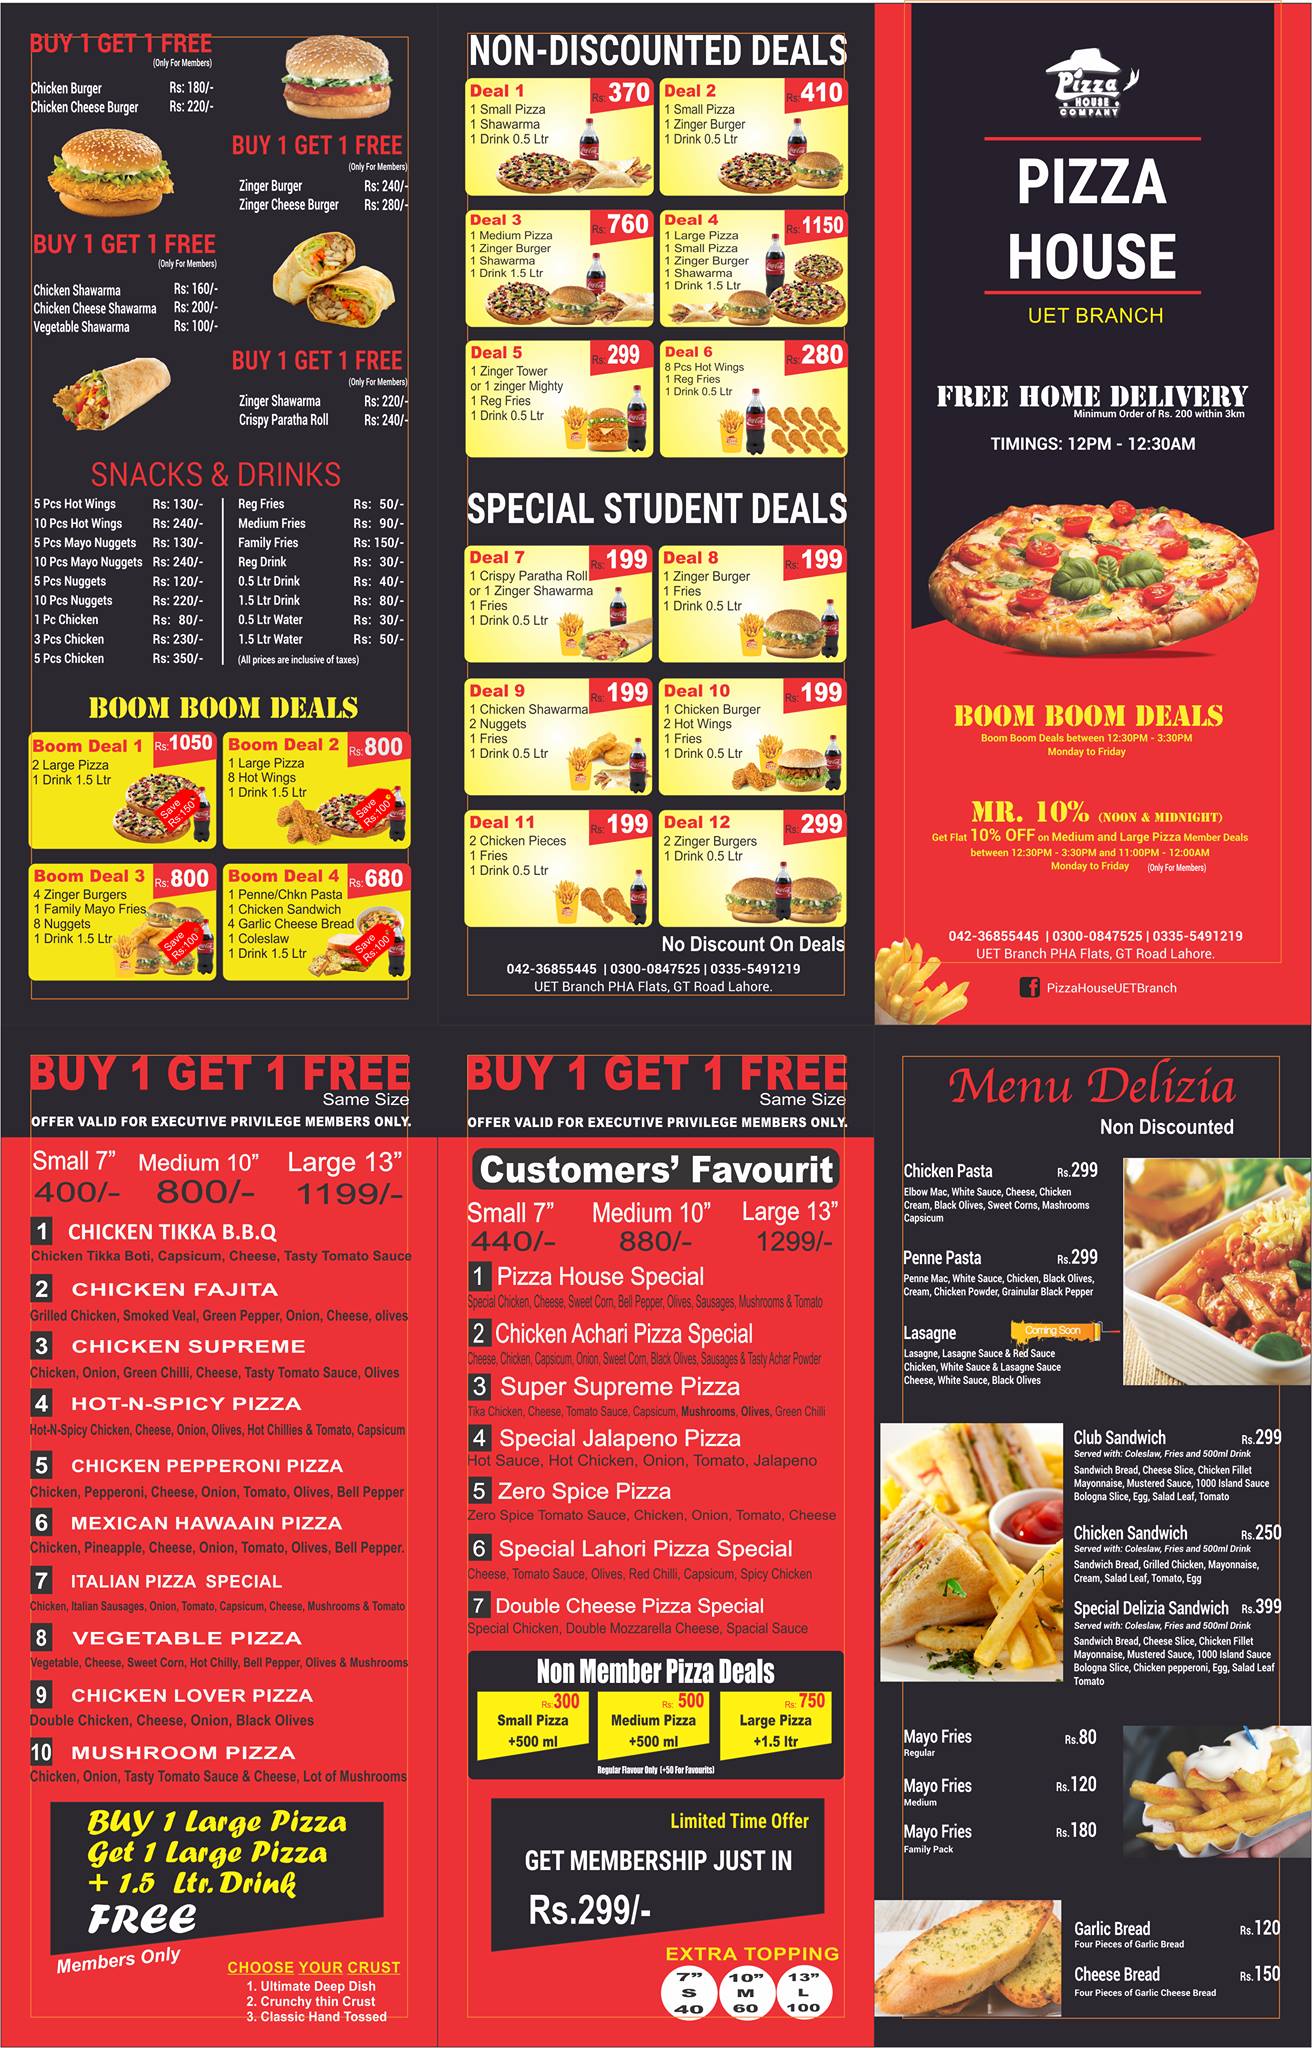 BUY 1 GET 1 FREE
(Only For Members)
Chicken Burger Rs: 180/-
Chicken Cheese Burger Rs: 220/-
BUY 1 GET 1 FREE
(Only For Members)
Zinger Burger Rs: 240/-
Zinger Cheese Burger Rs: 280/-
BUY 1 GET 1 FREE
(Only For Members)
Chicken Shawarma Rs: 160/-
Chicken Cheese Shawarma Rs: 200/-
Vegetable Shawarma Rs: 100/-
BUY 1 GET 1 FREE
(Only For Members)
Zinger Shawarma Rs: 220/-
Crispy Paratha Roll Rs: 240/-
SNACKS & DRINKS
5 Pcs Hot Wings Rs: 130/-
10 Pcs Hot Wings Rs: 240/-
5 Pcs Mayo Nuggets Rs: 130/-
10 Pcs Mayo Nuggets Rs: 240/-
5 Pcs Nuggets Rs: 120/-
10 Pcs Nuggets Rs: 220/-
1 Pc Chicken Rs: 80/-
3 Pcs Chicken Rs: 230/-
5 Pcs Chicken Rs: 350/-
Reg Fries Rs: 50/-
Medium Fries Rs: 90/-
Family Fries Rs: 150/-
Reg Drink Rs: 30/-
0.5 Ltr Drink Rs: 40/-
1.5 Ltr Drink Rs: 80/-
0.5 Ltr Water Rs: 30/-
1.5 Ltr Water Rs: 50/-
(All prices are inclusive of taxes)
BOOM BOOM DEALS
Boom Deal 1 Rs:1050
2 Large Pizza
1 Drink 1.5 Ltr
Save
Rs:150
Boom Deal 2 Rs:800
1 Large Pizza
8 Hot Wings
1 Drink 1.5 Ltr
Save
Rs:100
Boom Deal 3 Rs:800
4 Zinger Burgers
1 Family Mayo Fries
8 Nuggets
1 Drink 1.5 Ltr
Save
Rs:100
Boom Deal 4 Rs:680
1 Penne/Chkn Pasta
1 Chicken Sandwich
4 Garlic Cheese Bread
1 Coleslaw
1 Drink 1.5 Ltr
Save
Rs:100
NON-DISCOUNTED DEALS
Deal 1 Rs: 370
1 Small Pizza
1 Shawarma
1 Drink 0.5 Ltr
Deal 2 Rs: 410
1 Small Pizza
1 Zinger Burger
1 Drink 0.5 Ltr
Deal 3 Rs: 760
1 Medium Pizza
1 Zinger Burger
1 Shawarma
1 Drink 1.5 Ltr
Deal 4 Rs: 1150
1 Large Pizza
1 Small Pizza
1 Zinger Burger
1 Shawarma
1 Drink 1.5 Ltr
Deal 5 Rs: 299
1 Zinger Tower
or 1 zinger Mighty
1 Reg Fries
1 Drink 0.5 Ltr
Deal 6 Rs: 280
8 Pcs Hot Wings
1 Reg Fries
1 Drink 0.5 Ltr
SPECIAL STUDENT DEALS
Deal 7 Rs: 199
1 Crispy Paratha Roll
or 1 Zinger Shawarma
1 Fries
1 Drink 0.5 Ltr
Deal 8 Rs: 199
1 Zinger Burger
1 Fries
1 Drink 0.5 Ltr
Deal 9 Rs: 199
1 Chicken Shawarma
2 Nuggets
1 Fries
1 Drink 0.5 Ltr
Deal 10 Rs: 199
1 Chicken Burger
2 Hot Wings
1 Fries
1 Drink 0.5 Ltr
Deal 11 Rs: 199
2 Chicken Pieces
1 Fries
1 Drink 0.5 Ltr
Deal 12 Rs: 299
2 Zinger Burgers
1 Drink 0.5 Ltr
No Discount On Deals
042-36855445 | 0300-0847525 | 0335-5491219
UET Branch PHA Flats, GT Road Lahore.
Pizza
HOUSE
COMPANY
PIZZA
HOUSE
UET BRANCH
FREE HOME DELIVERY
Minimum Order of Rs. 200 within 3km
TIMINGS: 12PM - 12:30AM
BOOM BOOM DEALS
Boom Boom Deals between 12:30PM - 3:30PM
Monday to Friday
MR. 10% (NOON & MIDNIGHT)
Get Flat 10% OFF on Medium and Large Pizza Member Deals
between 12:30PM - 3:30PM and 11:00PM - 12:00AM
Monday to Friday (Only For Members)
042-36855445 | 0300-0847525 | 0335-5491219
UET Branch PHA Flats, GT Road Lahore.
f PizzaHouseUETBranch
BUY 1 GET 1 FREE
Same Size
OFFER VALID FOR EXECUTIVE PRIVILEGE MEMBERS ONLY.
Small 7” Medium 10” Large 13”
400/- 800/- 1199/-
1 CHICKEN TIKKA B.B.Q
Chicken Tikka Boti, Capsicum, Cheese, Tasty Tomato Sauce
2 CHICKEN FAJITA
Grilled Chicken, Smoked Veal, Green Pepper, Onion, Cheese, olives
3 CHICKEN SUPREME
Chicken, Onion, Green Chilli, Cheese, Tasty Tomato Sauce, Olives
4 HOT-N-SPICY PIZZA
Hot-N-Spicy Chicken, Cheese, Onion, Olives, Hot Chillies & Tomato, Capsicum
5 CHICKEN PEPPERONI PIZZA
Chicken, Pepperoni, Cheese, Onion, Tomato, Olives, Bell Pepper
6 MEXICAN HAWAAIN PIZZA
Chicken, Pineapple, Cheese, Onion, Tomato, Olives, Bell Pepper.
7 ITALIAN PIZZA SPECIAL
Chicken, Italian Sausages, Onion, Tomato, Capsicum, Cheese, Mushrooms & Tomato
8 VEGETABLE PIZZA
Vegetable, Cheese, Sweet Corn, Hot Chilly, Bell Pepper, Olives & Mushrooms
9 CHICKEN LOVER PIZZA
Double Chicken, Cheese, Onion, Black Olives
10 MUSHROOM PIZZA
Chicken, Onion, Tasty Tomato Sauce & Cheese, Lot of Mushrooms
BUY 1 Large Pizza
Get 1 Large Pizza
+ 1.5 Ltr. Drink
FREE
Members Only
CHOOSE YOUR CRUST
1. Ultimate Deep Dish
2. Crunchy thin Crust
3. Classic Hand Tossed
BUY 1 GET 1 FREE
Same Size
OFFER VALID FOR EXECUTIVE PRIVILEGE MEMBERS ONLY.
Customers’ Favourit
Small 7” Medium 10” Large 13”
440/- 880/- 1299/-
1 Pizza House Special
Special Chicken, Cheese, Sweet Corn, Bell Pepper, Olives, Sausages, Mushrooms & Tomato
2 Chicken Achari Pizza Special
Cheese, Chicken, Capsicum, Onion, Sweet Corn, Black Olives, Sausages & Tasty Achar Powder
3 Super Supreme Pizza
Tika Chicken, Cheese, Tomato Sauce, Capsicum, Mushrooms, Olives, Green Chilli
4 Special Jalapeno Pizza
Hot Sauce, Hot Chicken, Onion, Tomato, Jalapeno
5 Zero Spice Pizza
Zero Spice Tomato Sauce, Chicken, Onion, Tomato, Cheese
6 Special Lahori Pizza Special
Cheese, Tomato Sauce, Olives, Red Chilli, Capsicum, Spicy Chicken
7 Double Cheese Pizza Special
Special Chicken, Double Mozzarella Cheese, Spacial Sauce
Non Member Pizza Deals
Rs:300 Rs: 500 Rs: 750
Small Pizza Medium Pizza Large Pizza
+500 ml +500 ml +1.5 ltr
Regular Flavour Only (+50 For Favourits)
Limited Time Offer
GET MEMBERSHIP JUST IN
Rs.299/-
EXTRA TOPPING
7” 10” 13”
S M L
40 60 100
Menu Delizia
Non Discounted
Chicken Pasta Rs.299
Elbow Mac, White Sauce, Cheese, Chicken
Cream, Black Olives, Sweet Corns, Mashrooms
Capsicum
Penne Pasta Rs.299
Penne Mac, White Sauce, Chicken, Black Olives,
Cream, Chicken Powder, Grainular Black Pepper
Lasagne Coming Soon
Lasagne, Lasagne Sauce & Red Sauce
Chicken, White Sauce & Lasagne Sauce
Cheese, White Sauce, Black Olives
Club Sandwich Rs.299
Served with: Coleslaw, Fries and 500ml Drink
Sandwich Bread, Cheese Slice, Chicken Fillet
Mayonnaise, Mustered Sauce, 1000 Island Sauce
Bologna Slice, Egg, Salad Leaf, Tomato
Chicken Sandwich Rs.250
Served with: Coleslaw, Fries and 500ml Drink
Sandwich Bread, Grilled Chicken, Mayonnaise,
Cream, Salad Leaf, Tomato, Egg
Special Delizia Sandwich Rs.399
Served with: Coleslaw, Fries and 500ml Drink
Sandwich Bread, Cheese Slice, Chicken Fillet
Mayonnaise, Mustered Sauce, 1000 Island Sauce
Bologna Slice, Chicken pepperoni, Egg, Salad Leaf
Tomato
Mayo Fries Rs.80
Regular
Mayo Fries Rs.120
Medium
Mayo Fries Rs.180
Family Pack
Garlic Bread Rs.120
Four Pieces of Garlic Bread
Cheese Bread Rs.150
Four Pieces of Garlic Cheese Bread